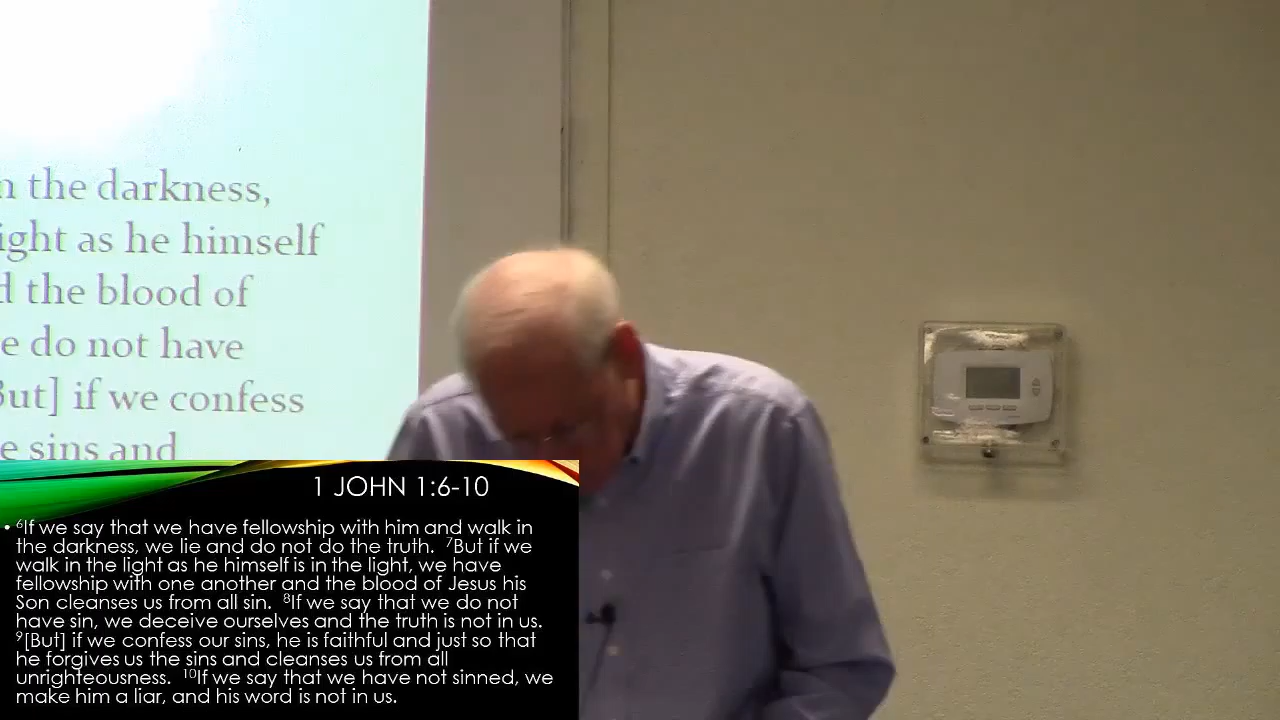 n the darkness,
ight as he himself
d the blood of
e do not have
But] if we confess
e sins and
1 JOHN 1:6-10
• ⁶If we say that we have fellowship with him and walk in
the darkness, we lie and do not do the truth. ⁷But if we
walk in the light as he himself is in the light, we have
fellowship with one another and the blood of Jesus his
Son cleanses us from all sin. ⁸If we say that we do not
have sin, we deceive ourselves and the truth is not in us.
⁹[But] if we confess our sins, he is faithful and just so that
he forgives us the sins and cleanses us from all
unrighteousness. ¹⁰If we say that we have not sinned, we
make him a liar, and his word is not in us.